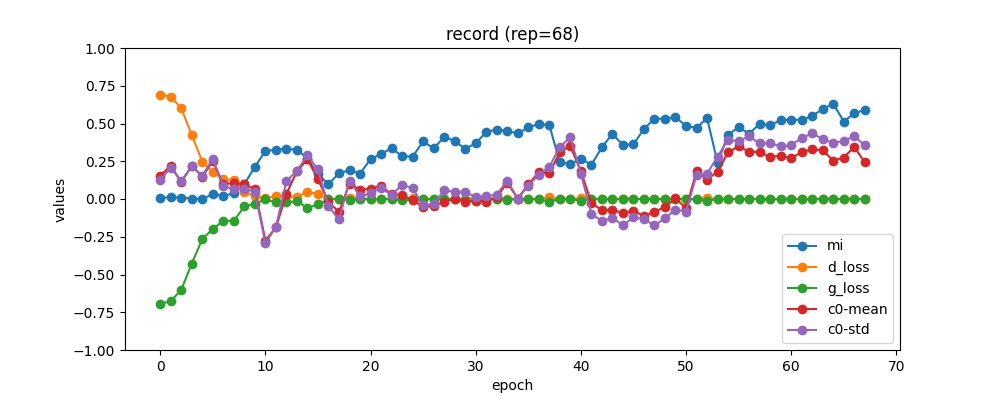 record (rep=68)
1.00
0.75
0.50
0.25
0.00
−0.25
−0.50
−0.75
−1.00
values
0 10 20 30 40 50 60 70
epoch
mi
d_loss
g_loss
c0-mean
c0-std